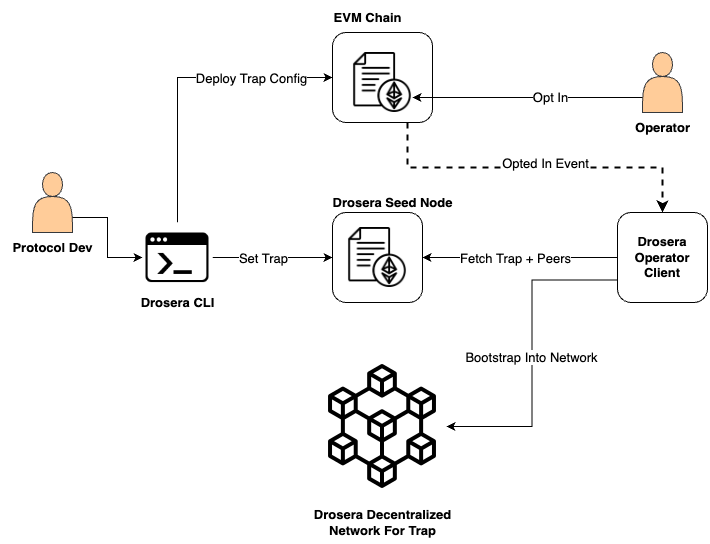 EVM Chain
Deploy Trap Config
Opt In
Operator
Opted In Event
Protocol Dev
Drosera Seed Node
Drosera CLI
Set Trap
Fetch Trap + Peers
Drosera
Operator
Client
Bootstrap Into Network
Drosera Decentralized
Network For Trap